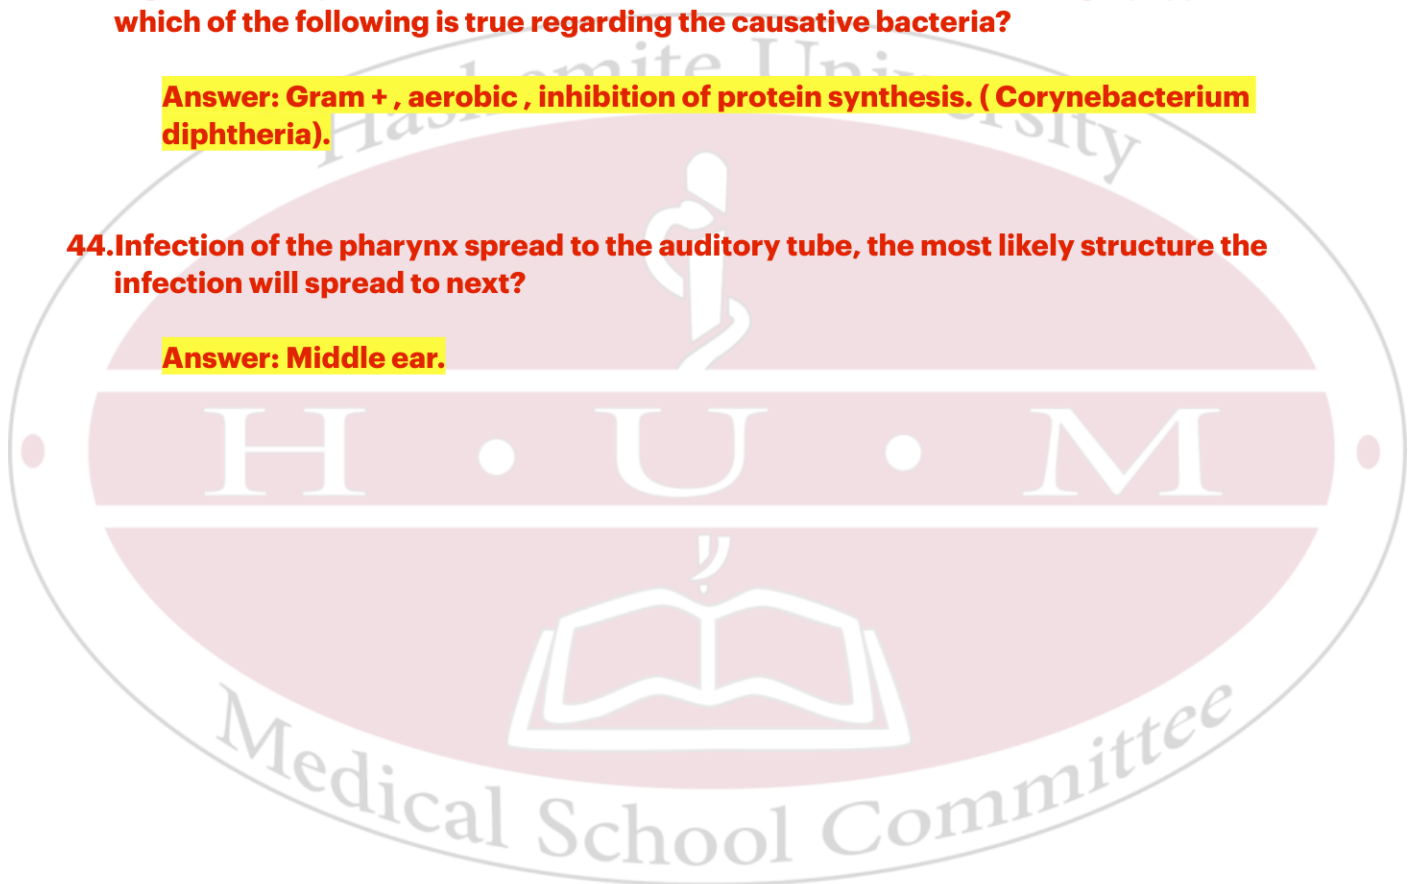 which of the following is true regarding the causative bacteria?
Answer: Gram + , aerobic , inhibition of protein synthesis. ( Corynebacterium
diphtheria).
44.Infection of the pharynx spread to the auditory tube, the most likely structure the
infection will spread to next?
Answer: Middle ear.
Hashemite University
H • U • M
Medical School Committee